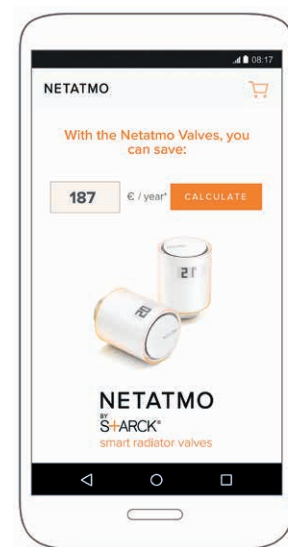 08:17
NETATMO
With the Netatmo Valves, you
can save:
187 € / year* CALCULATE
NETATMO
BY
S+ARCK®
smart radiator valves